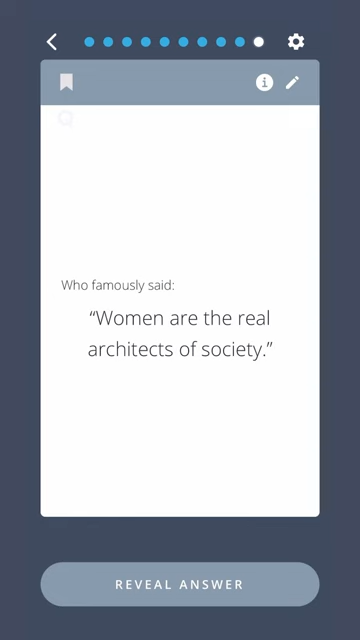 Who famously said:
“Women are the real
architects of society.”
REVEAL ANSWER